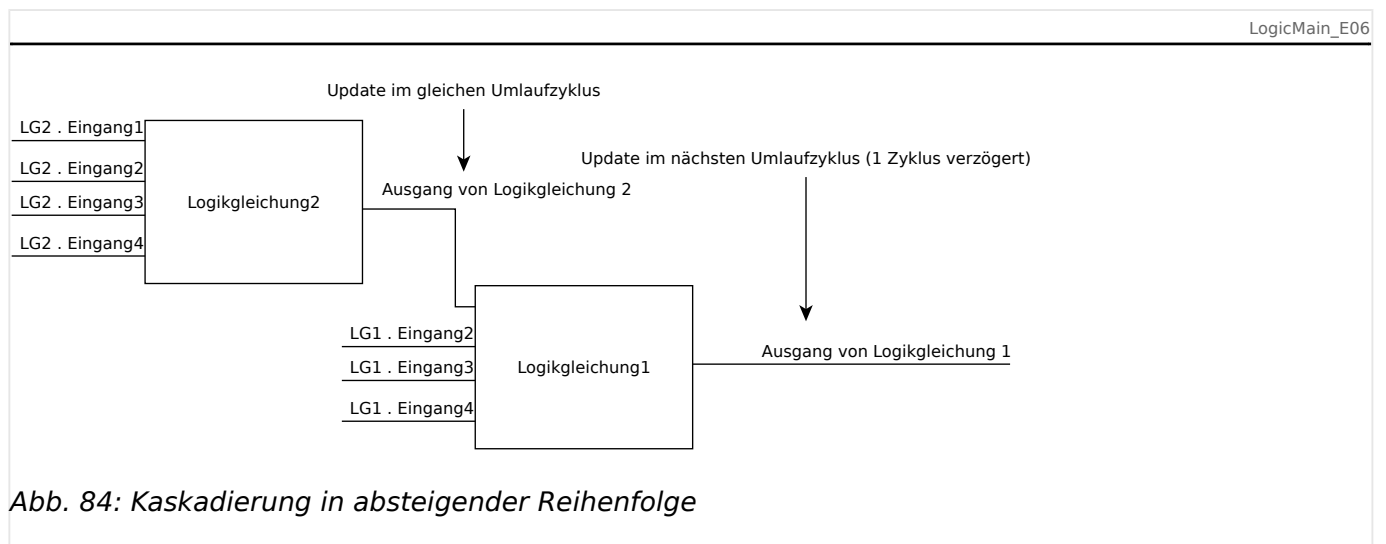 LogicMain_E06
Update im gleichen Umlaufzyklus
LG2 . Eingang1
Update im nächsten Umlaufzyklus (1 Zyklus verzögert)
LG2 . Eingang2
Ausgang von Logikgleichung 2
LG2 . Eingang3
Logikgleichung2
LG2 . Eingang4
LG1 . Eingang2
Ausgang von Logikgleichung 1
LG1 . Eingang3
Logikgleichung1
LG1 . Eingang4
Abb. 84: Kaskadierung in absteigender Reihenfolge